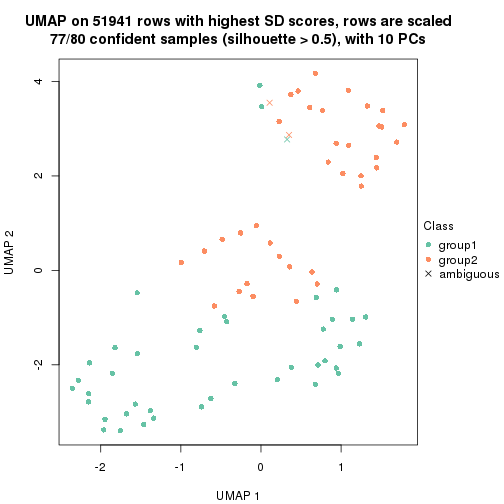 UMAP on 51941 rows with highest SD scores, rows are scaled
77/80 confident samples (silhouette > 0.5), with 10 PCs
4
2
0
-2
UMAP 2
-2
-1
0
1
UMAP 1
Class
group1
group2
ambiguous